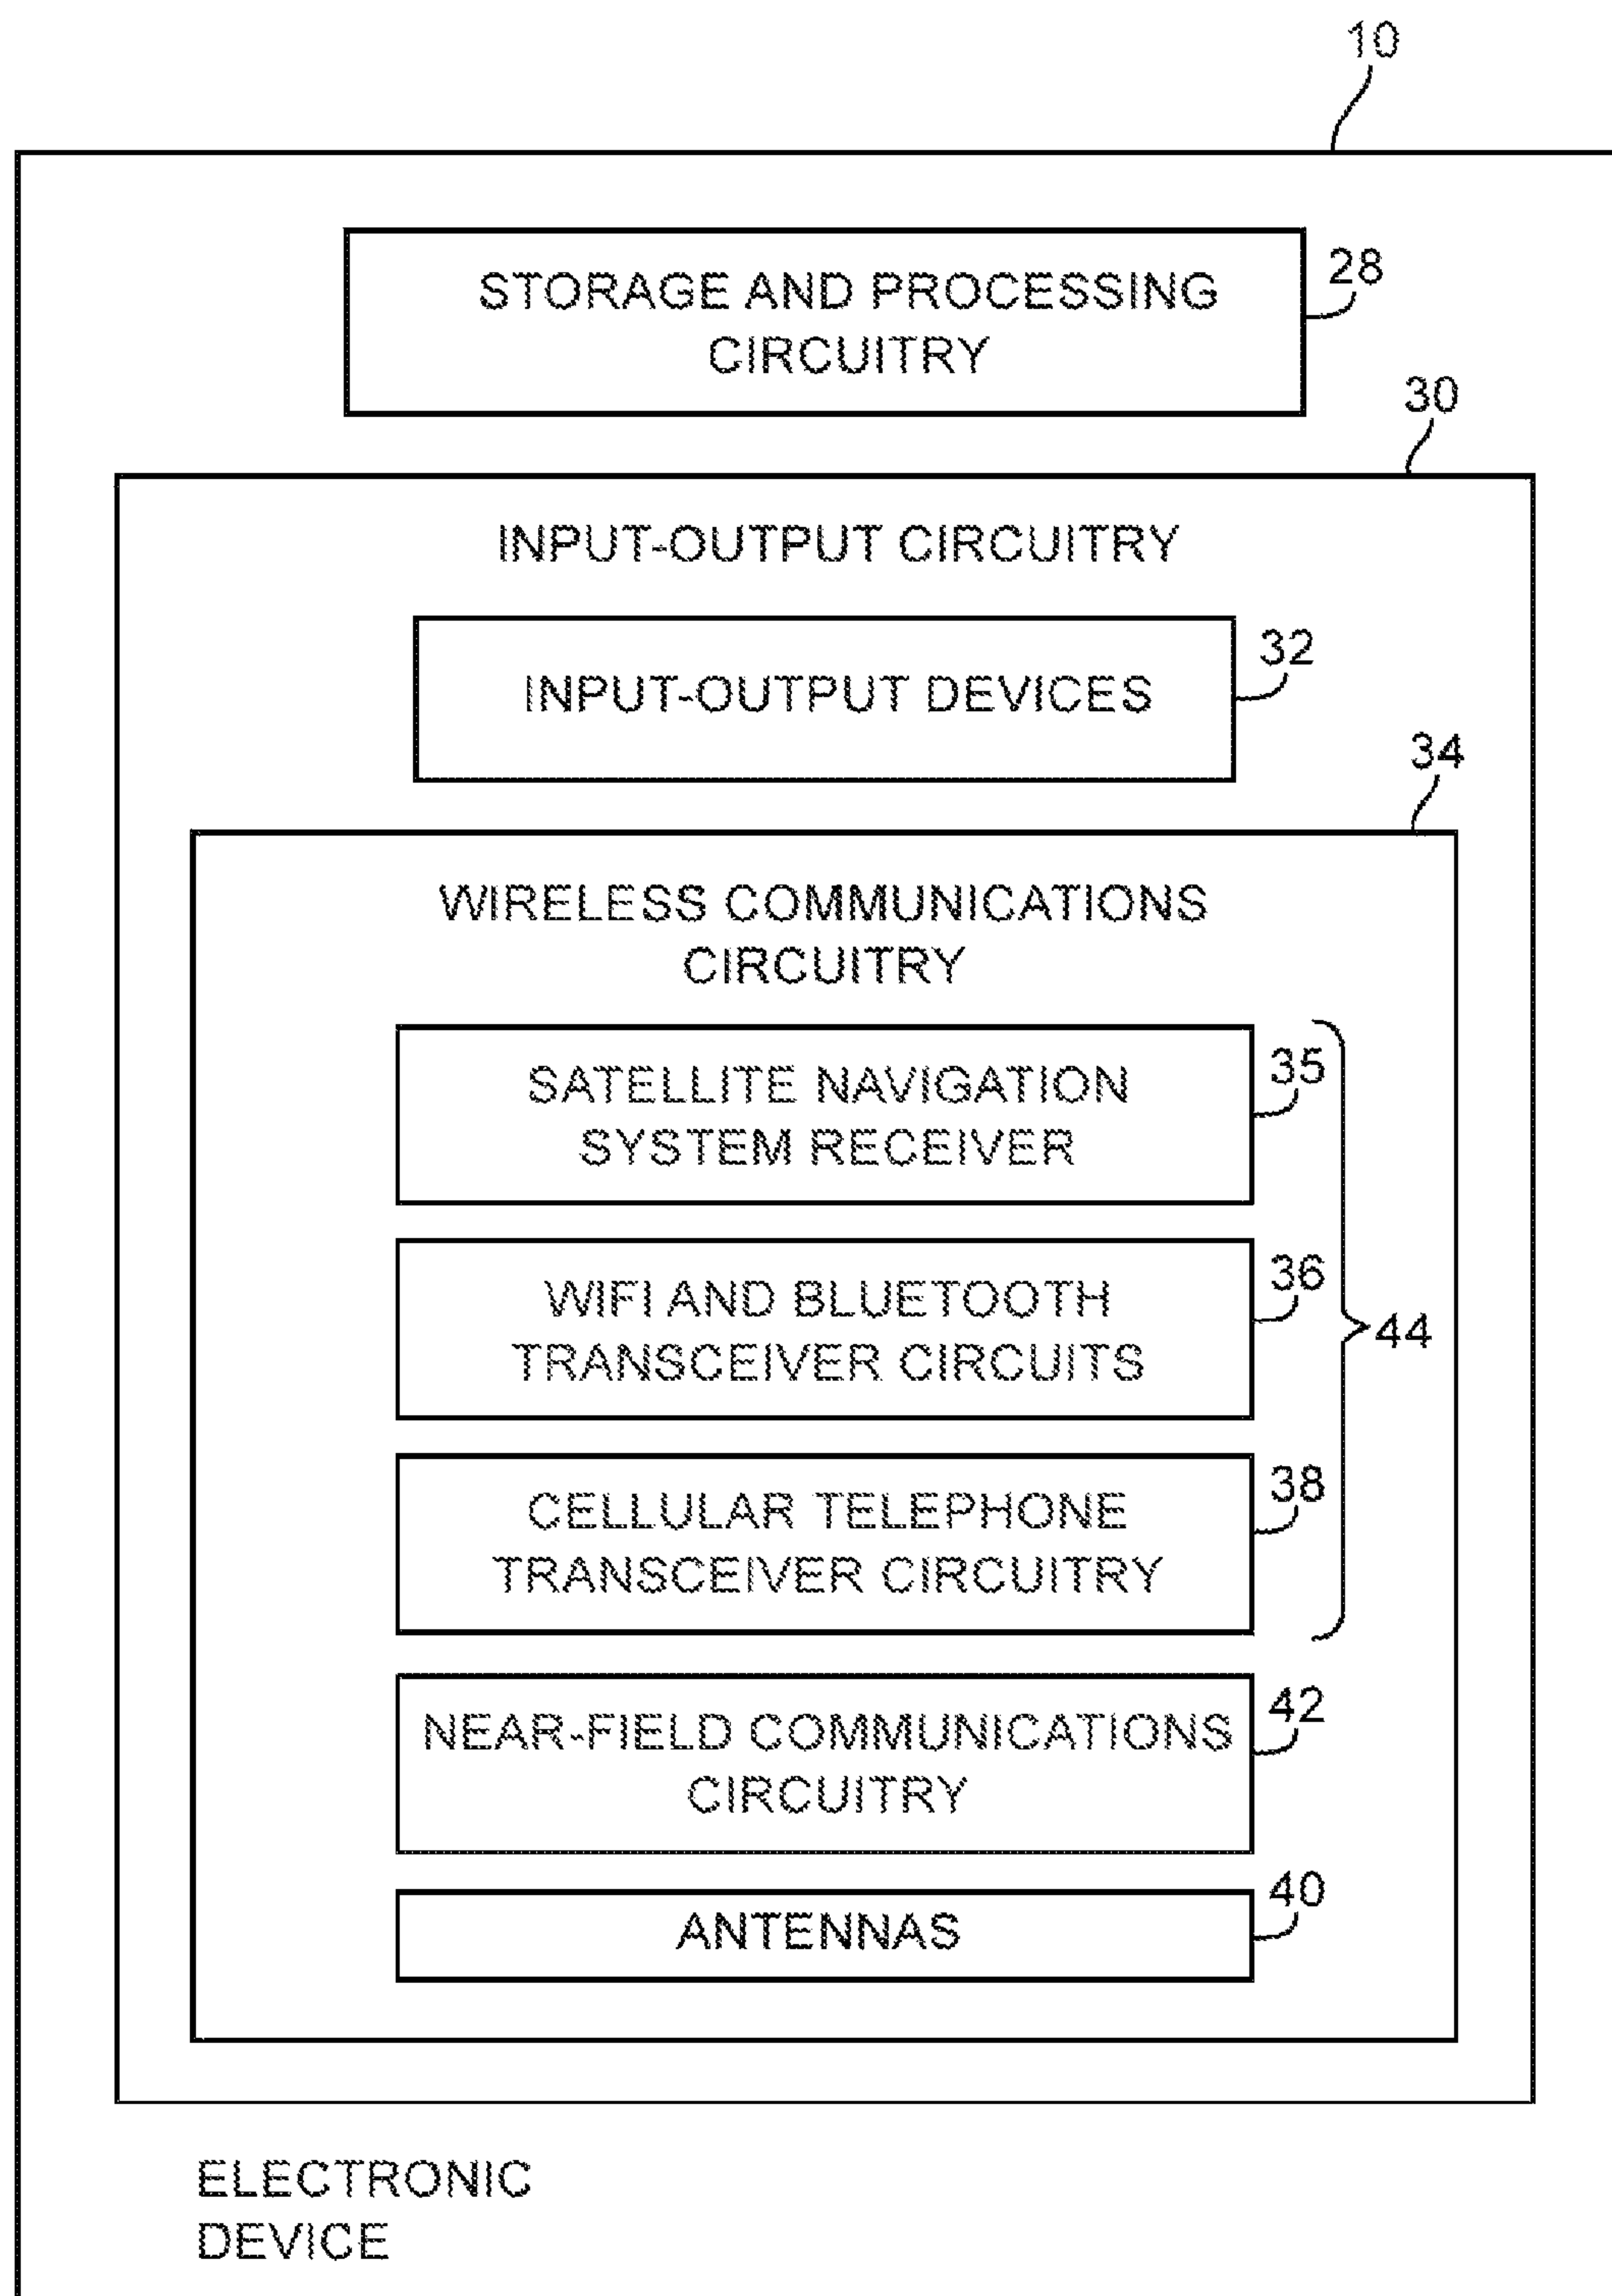 10
STORAGE AND PROCESSING
CIRCUITRY
28
30
INPUT-OUTPUT CIRCUITRY
INPUT-OUTPUT DEVICES
32
34
WIRELESS COMMUNICATIONS
CIRCUITRY
SATELLITE NAVIGATION
SYSTEM RECEIVER
35
WIFI AND BLUETOOTH
TRANSCEIVER CIRCUITS
36
44
CELLULAR TELEPHONE
TRANSCEIVER CIRCUITRY
38
NEAR-FIELD COMMUNICATIONS
CIRCUITRY
42
ANTENNAS
40
ELECTRONIC
DEVICE